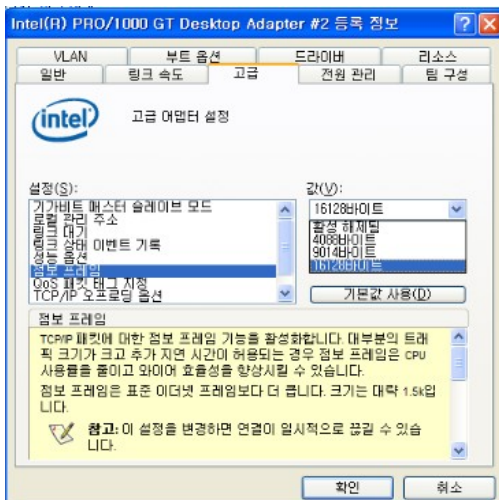 Intel(R) PRO/1000 GT Desktop Adapter #2 등록 정보
VLAN 부트 옵션 드라이버 리소스
일반 링크 속도 고급 전원 관리 팀 구성
intel 고급 어댑터 설정
설정(S): 값(V):
기가비트 매스터 슬레이브 모드
로컬 관리 주소
링크 대기
링크 상태 이벤트 기록
성능 옵션
점보 프레임
QoS 패킷 태그 지정
TCP/IP 오프로딩 옵션
16128바이트
활성 해제됨
4088바이트
9014바이트
16128바이트
기본값 사용(D)
점보 프레임
TCP/IP 패킷에 대한 점보 프레임 기능을 활성화합니다. 대부분의 트래
픽 크기가 크고 추가 지연 시간이 허용되는 경우 점보 프레임은 CPU
사용률을 줄이고 와이어 효율성을 향상시킬 수 있습니다.
점보 프레임은 표준 이더넷 프레임보다 더 큽니다. 크기는 대략 1.5k입
니다.
참고: 이 설정을 변경하면 연결이 일시적으로 끊길 수 있습
니다.
확인 취소